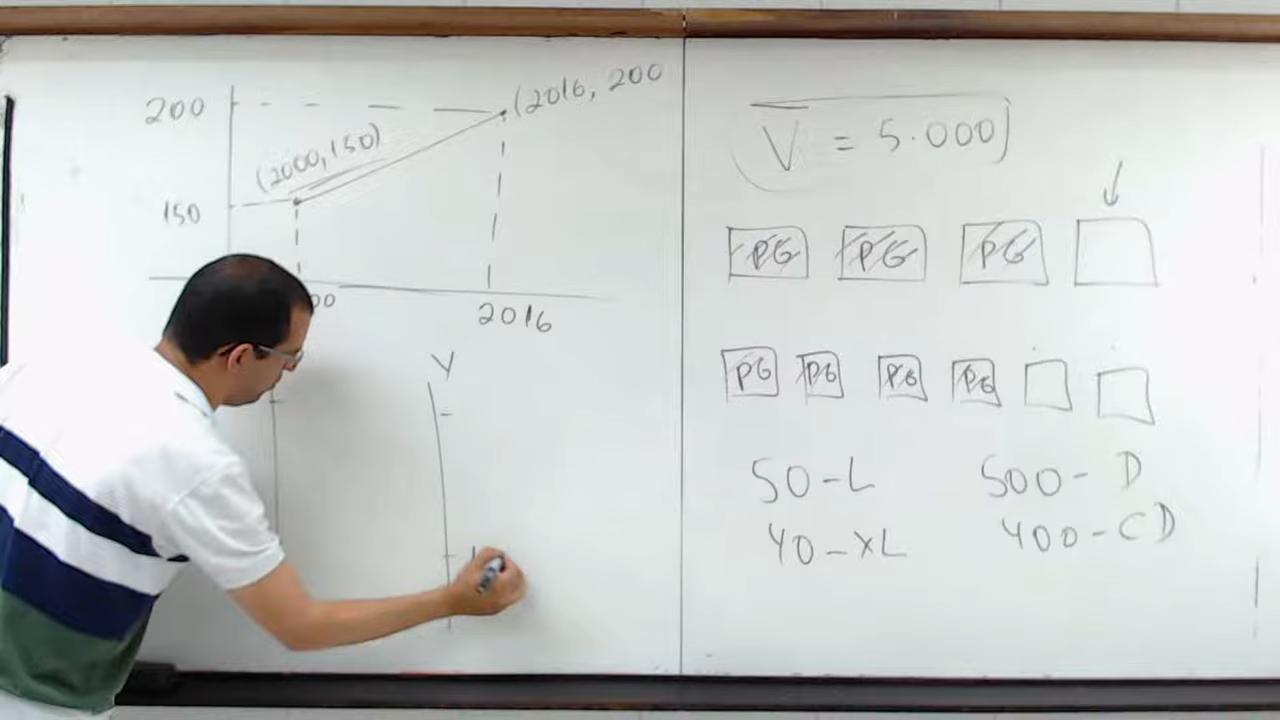 200
(2016, 200
(2000,150)
150
00
2016
Y
V = 5.000
PG PG PG
PG PG PG PG
50-L 500- D
40-XL 400-CD